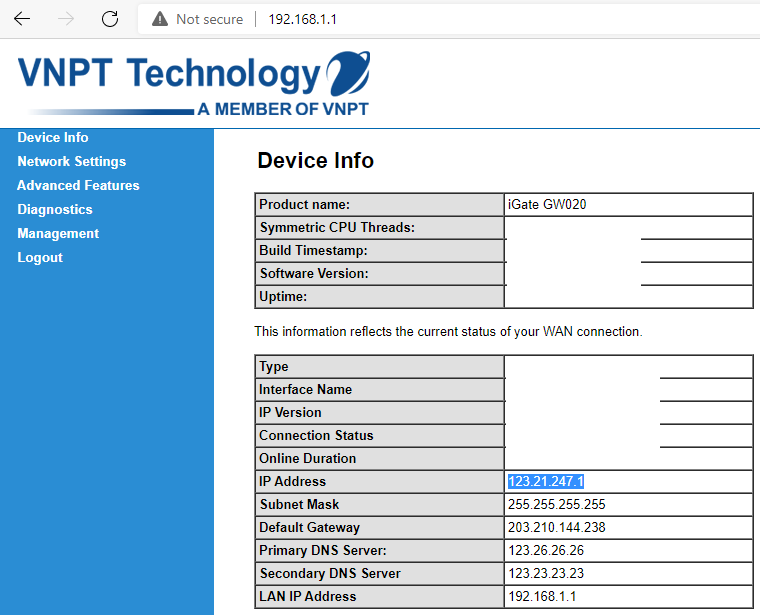 Not secure 192.168.1.1
VNPT Technology
A MEMBER OF VNPT
Device Info
Network Settings
Advanced Features
Diagnostics
Management
Logout
Device Info
Product name: iGate GW020
Symmetric CPU Threads:
Build Timestamp:
Software Version:
Uptime:
This information reflects the current status of your WAN connection.
Type
Interface Name
IP Version
Connection Status
Online Duration
IP Address 123.21.247.1
Subnet Mask 255.255.255.255
Default Gateway 203.210.144.238
Primary DNS Server: 123.26.26.26
Secondary DNS Server 123.23.23.23
LAN IP Address 192.168.1.1